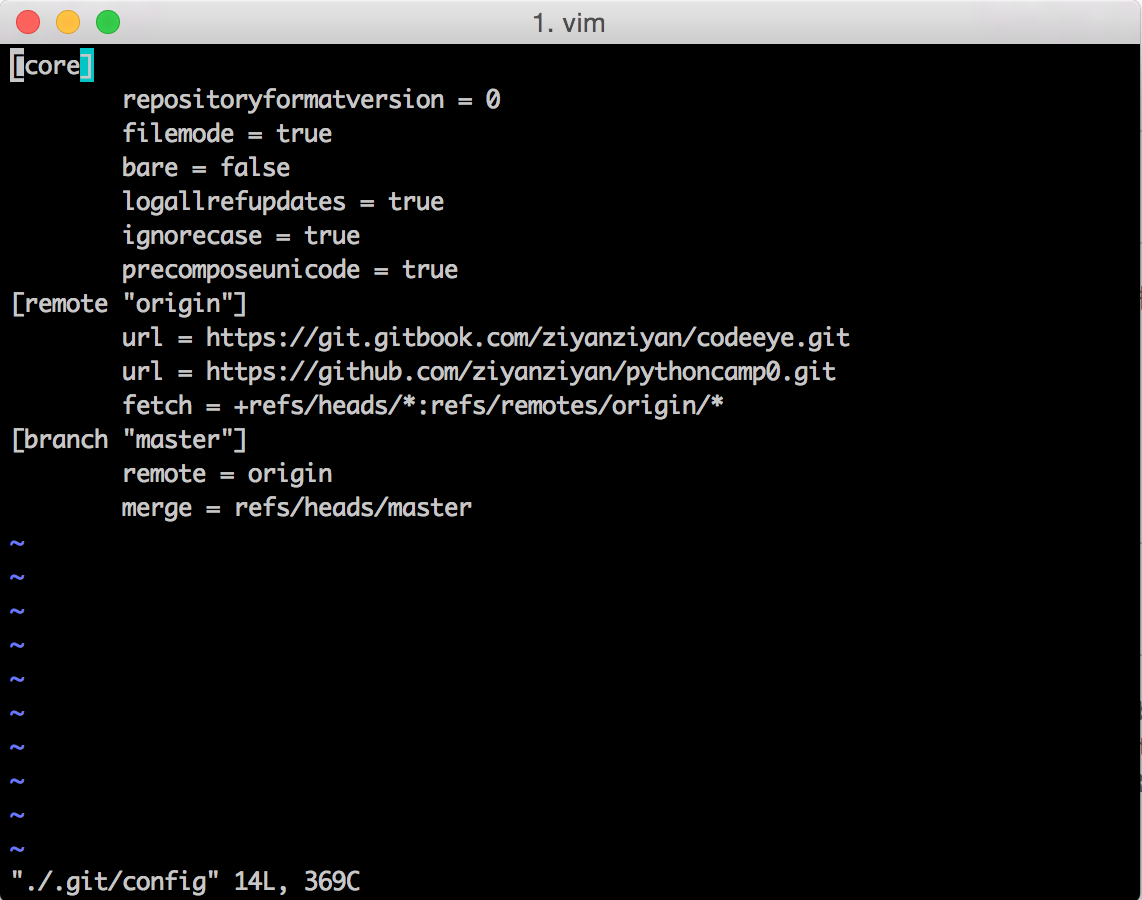 1. vim
[core]
        repositoryformatversion = 0
        filemode = true
        bare = false
        logallrefupdates = true
        ignorecase = true
        precomposeunicode = true
[remote "origin"]
        url = https://git.gitbook.com/ziyanziyan/codeeye.git
        url = https://github.com/ziyanziyan/pythoncamp0.git
        fetch = +refs/heads/*:refs/remotes/origin/*
[branch "master"]
        remote = origin
        merge = refs/heads/master
~
~
~
~
~
~
~
~
~
~
"./.git/config" 14L, 369C